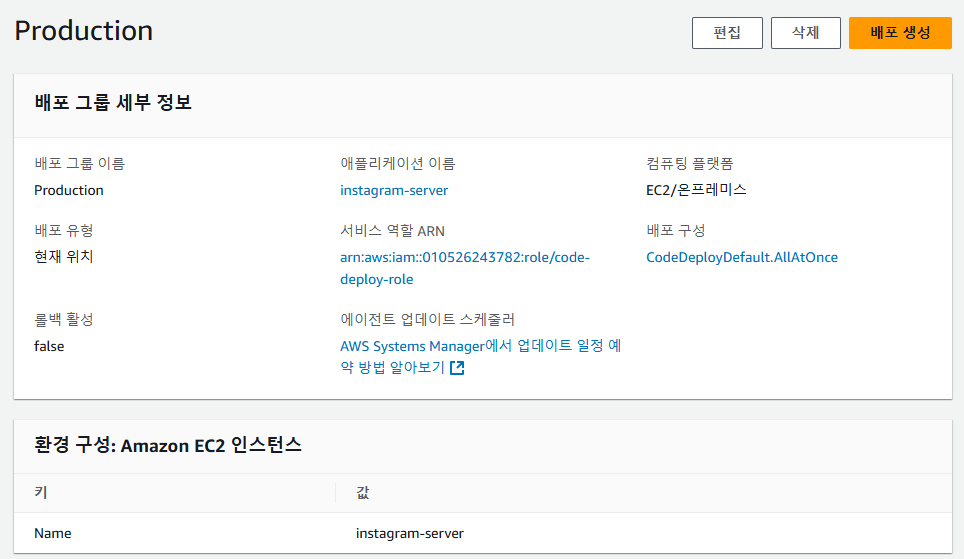 Production
편집
삭제
배포 생성
배포 그룹 세부 정보
배포 그룹 이름
애플리케이션 이름
컴퓨팅 플랫폼
Production
instagram-server
EC2/온프레미스
배포 유형
서비스 역할 ARN
배포 구성
현재 위치
arn:aws:iam::010526243782:role/code-
deploy-role
CodeDeployDefault.AllAtOnce
롤백 활성
에이전트 업데이트 스케줄러
false
AWS Systems Manager에서 업데이트 일정 예
약 방법 알아보기
환경 구성: Amazon EC2 인스턴스
키
값
Name
instagram-server